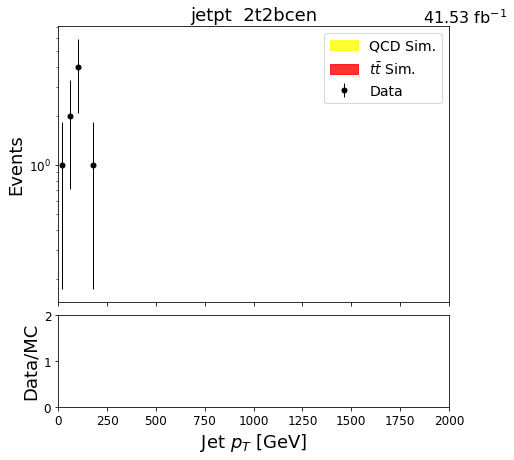 jetpt  2t2bcen
41.53 fb⁻¹
QCD Sim.
tt̄ Sim.
Data
Events
10⁰
Data/MC
2
1
0
0 250 500 750 1000 1250 1500 1750 2000
Jet p_T [GeV]